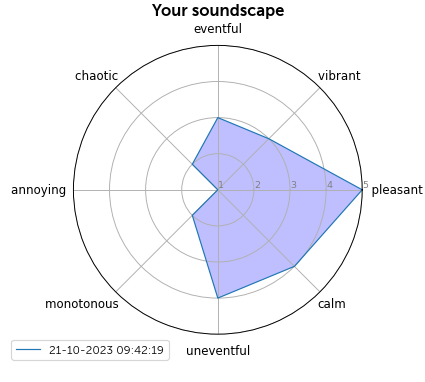 Your soundscape
eventful
chaotic
vibrant
annoying
1 2 3 4 5
pleasant
monotonous
calm
uneventful
21-10-2023 09:42:19